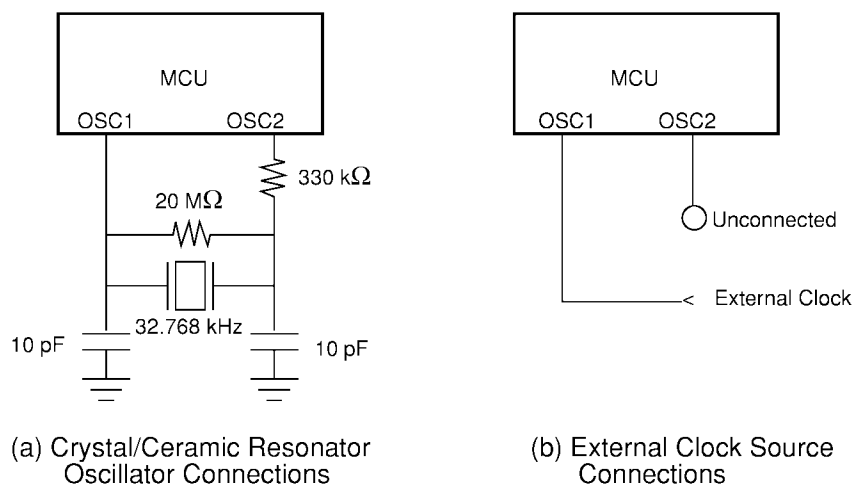 MCU
OSC1 OSC2
330 kΩ
20 MΩ
32.768 kHz
10 pF
10 pF
(a) Crystal/Ceramic Resonator
Oscillator Connections
MCU
OSC1 OSC2
Unconnected
< External Clock
(b) External Clock Source
Connections